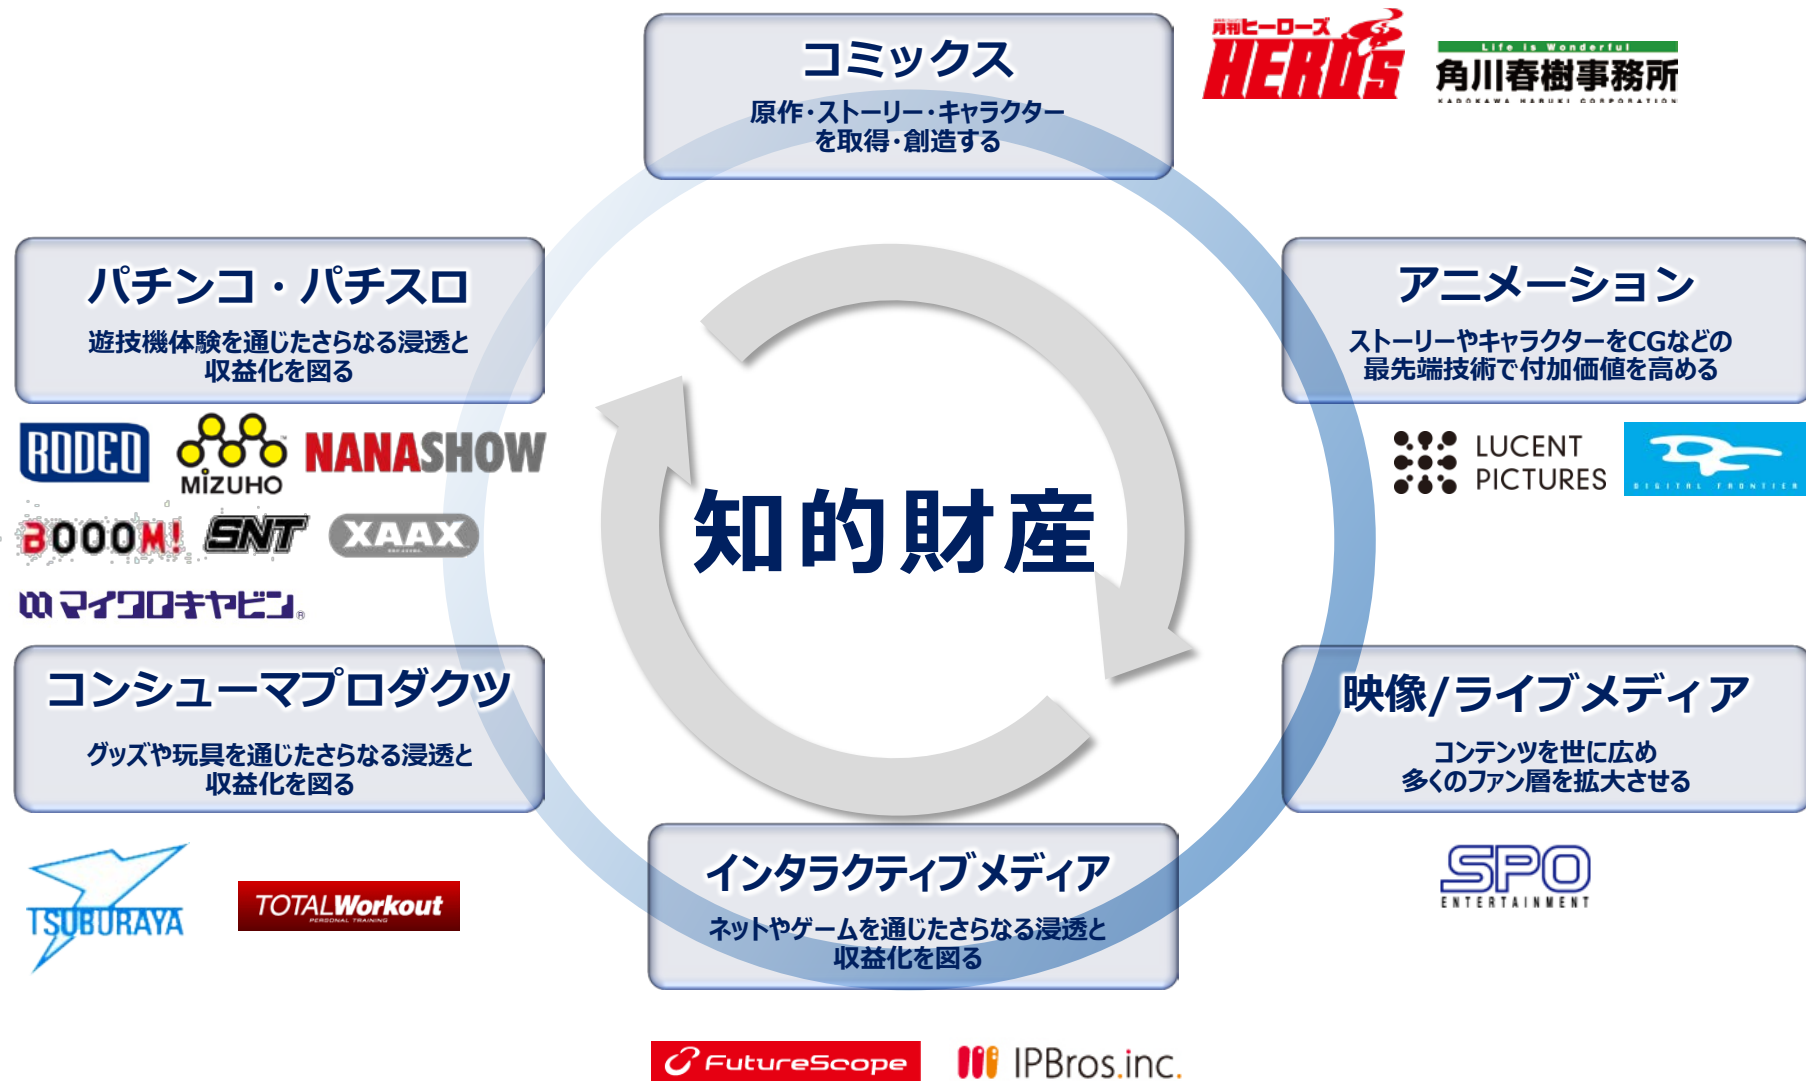 コミックス
原作・ストーリー・キャラクター
を取得・創造する
月刊ヒーローズ
HERO'S
Life is Wonderful
角川春樹事務所
KADOKAWA HARUKI CORPORATION
パチンコ・パチスロ
遊技機体験を通じたさらなる浸透と
収益化を図る
RODEO
MIZUHO
NANASHOW
BOOOM!
SNT
XAAX
マイクロキャビン®
アニメーション
ストーリーやキャラクターをCGなどの
最先端技術で付加価値を高める
LUCENT
PICTURES
DIGITAL FRONTIER
知的財産
コンシューマプロダクツ
グッズや玩具を通じたさらなる浸透と
収益化を図る
TSUBURAYA
TOTAL Workout
PERSONAL TRAINING
映像/ライブメディア
コンテンツを世に広め
多くのファン層を拡大させる
SPO
ENTERTAINMENT
インタラクティブメディア
ネットやゲームを通じたさらなる浸透と
収益化を図る
FutureScope
IPBros.inc.